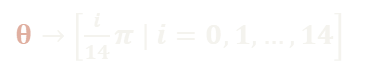 θ → [i/14 π | i = 0, 1, ... , 14]